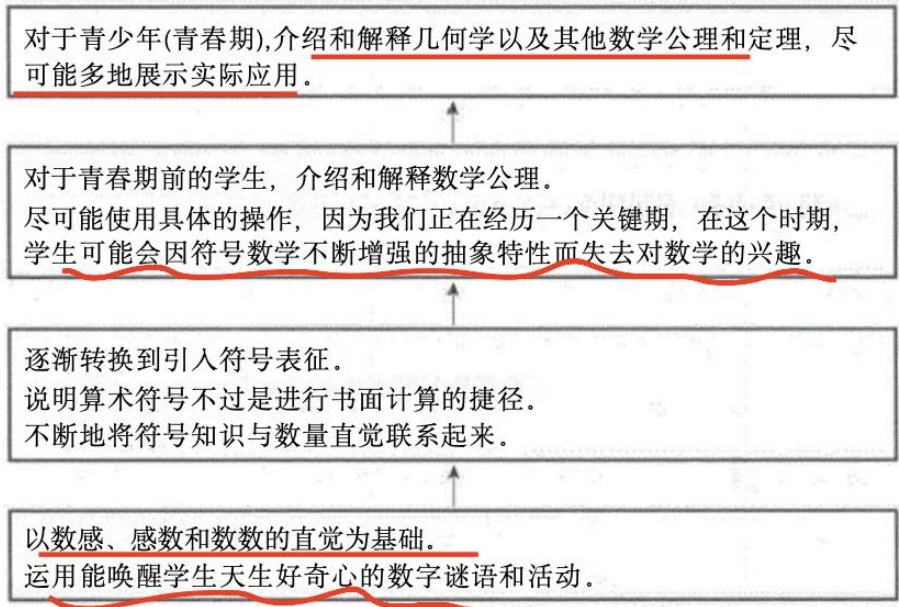 对于青少年(青春期),介绍和解释几何学以及其他数学公理和定理，尽
可能多地展示实际应用。
对于青春期前的学生，介绍和解释数学公理。
尽可能使用具体的操作，因为我们正在经历一个关键期，在这个时期，
学生可能会因符号数学不断增强的抽象特性而失去对数学的兴趣。
逐渐转换到引入符号表征。
说明算术符号不过是进行书面计算的捷径。
不断地将符号知识与数量直觉联系起来。
以数感、感数和数数的直觉为基础。
运用能唤醒学生天生好奇心的数字谜语和活动。